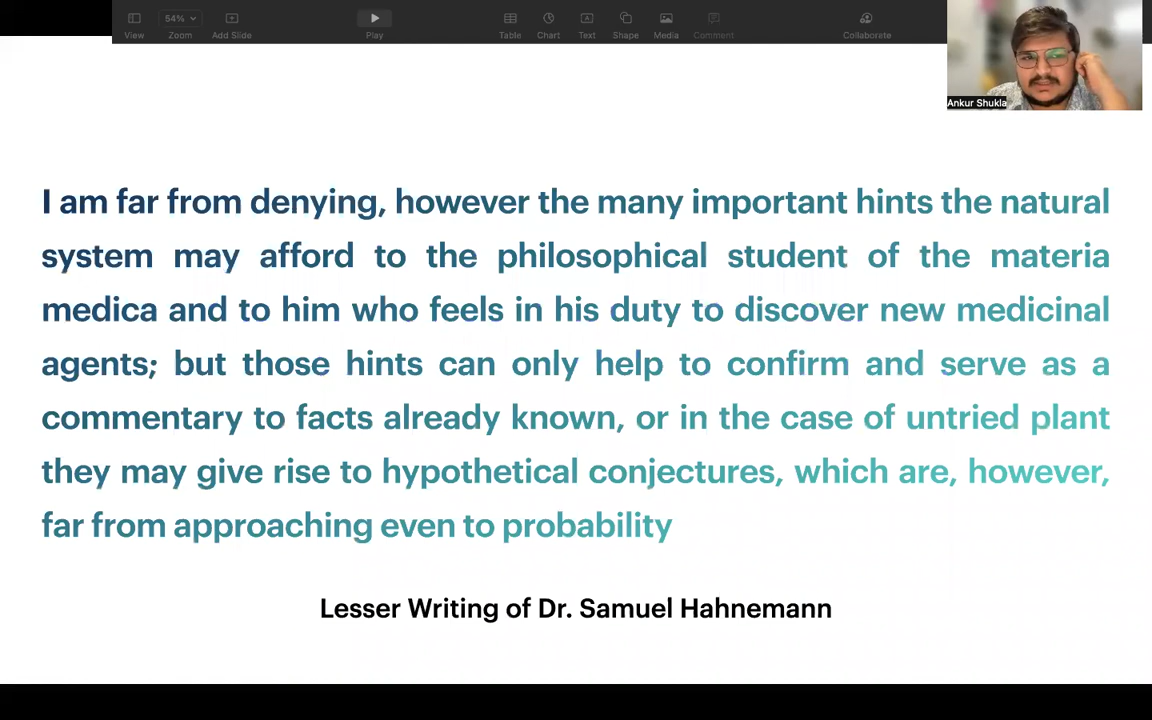 54%
View
Zoom
Add Slide
Play
Table
Chart
Text
Shape
Media
Comment
Collaborate
Ankur Shukla
I am far from denying, however the many important hints the natural
system may afford to the philosophical student of the materia
medica and to him who feels in his duty to discover new medicinal
agents; but those hints can only help to confirm and serve as a
commentary to facts already known, or in the case of untried plant
they may give rise to hypothetical conjectures, which are, however,
far from approaching even to probability
Lesser Writing of Dr. Samuel Hahnemann